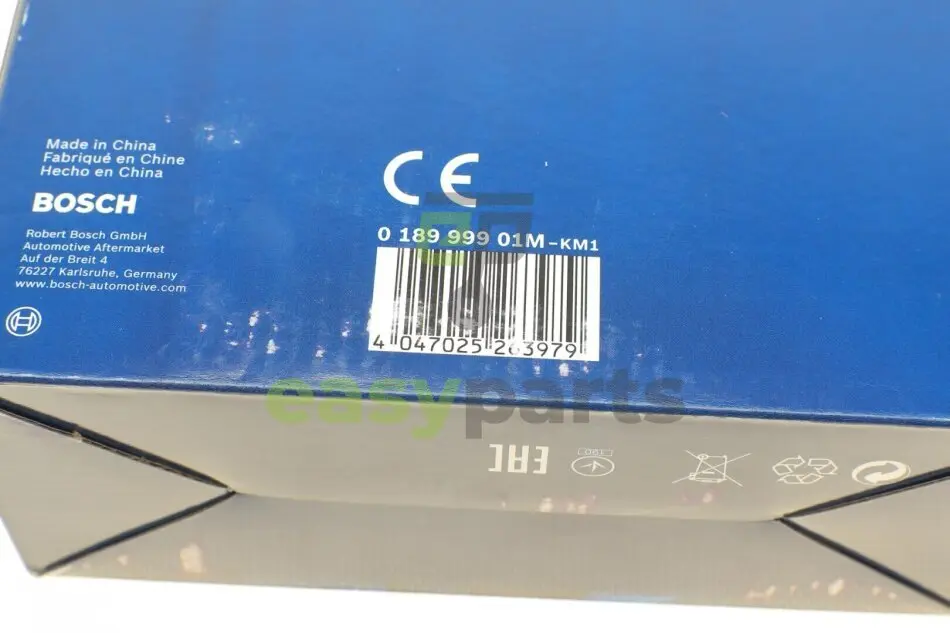 Made in China
Fabriqué en Chine
Hecho en China
BOSCH
Robert Bosch GmbH
Automotive Aftermarket
Auf der Breit 4
76227 Karlsruhe, Germany
www.bosch-automotive.com
CE
0 189 999 01M-KM1
4 047025 263979
easyparts
EAC